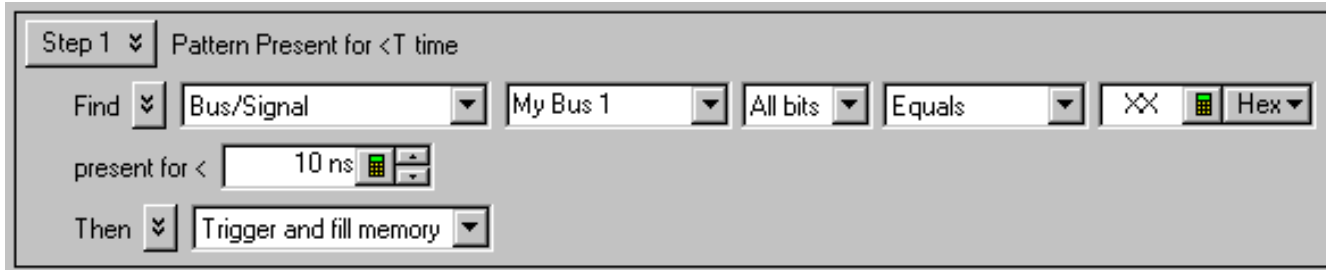 Step 1 Pattern Present for <T time
Find Bus/Signal My Bus 1 All bits Equals XX Hex
present for < 10 ns
Then Trigger and fill memory